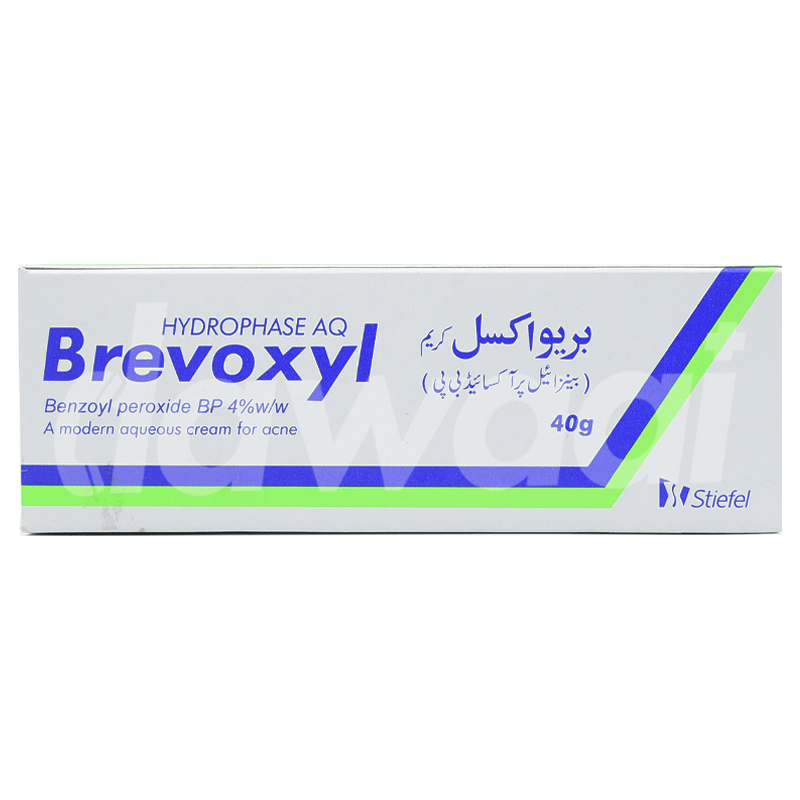 HYDROPHASE AQ
Brevoxyl
Benzoyl peroxide BP 4%w/w
A modern aqueous cream for acne
بریواکسل کریم
(بینزائیل پرآکسائیڈ بی پی)
40g
Stiefel
dawaai